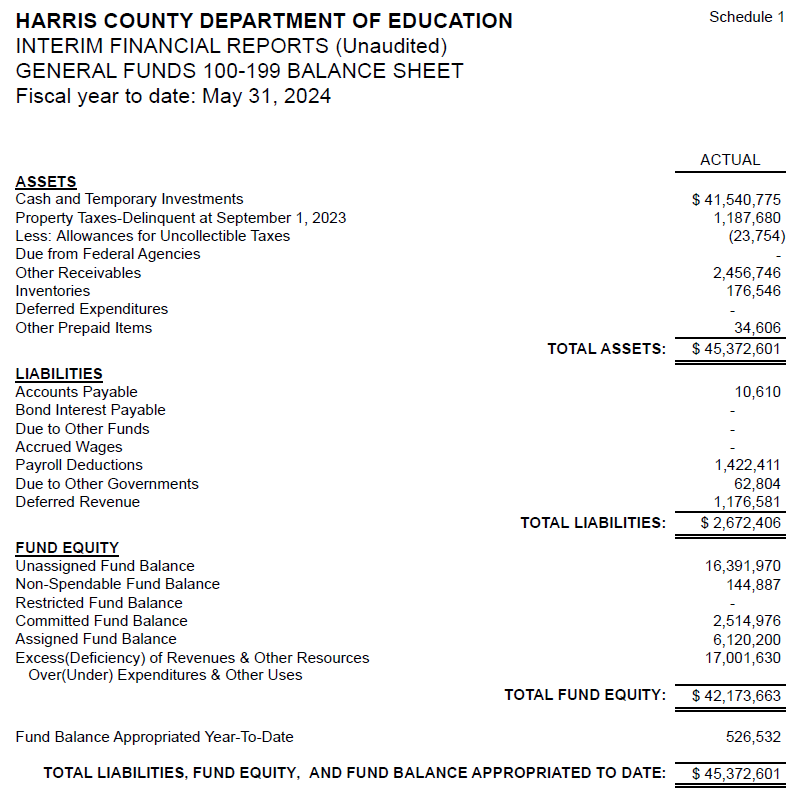 HARRIS COUNTY DEPARTMENT OF EDUCATION Schedule 1
INTERIM FINANCIAL REPORTS (Unaudited)
GENERAL FUNDS 100-199 BALANCE SHEET
Fiscal year to date: May 31, 2024
ACTUAL
ASSETS
Cash and Temporary Investments $ 41,540,775
Property Taxes-Delinquent at September 1, 2023 1,187,680
Less: Allowances for Uncollectible Taxes (23,754)
Due from Federal Agencies -
Other Receivables 2,456,746
Inventories 176,546
Deferred Expenditures -
Other Prepaid Items 34,606
TOTAL ASSETS: $ 45,372,601
LIABILITIES
Accounts Payable 10,610
Bond Interest Payable -
Due to Other Funds -
Accrued Wages -
Payroll Deductions 1,422,411
Due to Other Governments 62,804
Deferred Revenue 1,176,581
TOTAL LIABILITIES: $ 2,672,406
FUND EQUITY
Unassigned Fund Balance 16,391,970
Non-Spendable Fund Balance 144,887
Restricted Fund Balance -
Committed Fund Balance 2,514,976
Assigned Fund Balance 6,120,200
Excess(Deficiency) of Revenues & Other Resources 17,001,630
Over(Under) Expenditures & Other Uses
TOTAL FUND EQUITY: $ 42,173,663
Fund Balance Appropriated Year-To-Date 526,532
TOTAL LIABILITIES, FUND EQUITY, AND FUND BALANCE APPROPRIATED TO DATE: $ 45,372,601